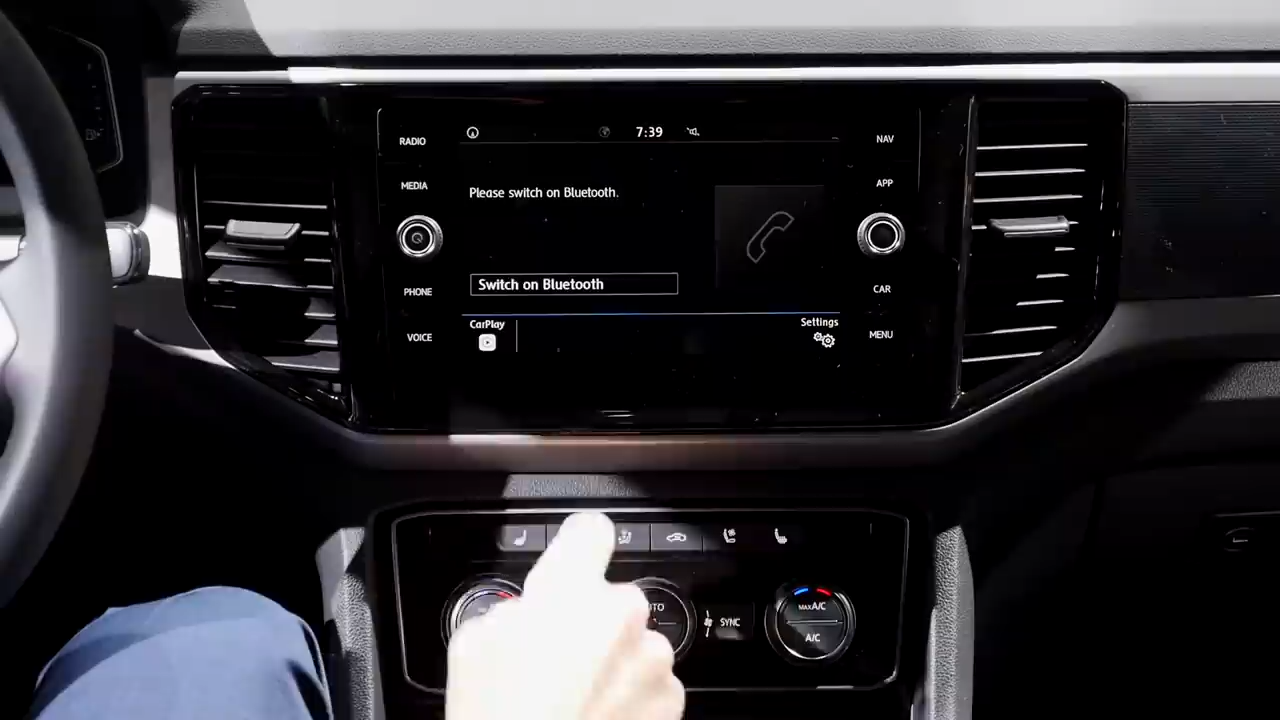 RADIO
7:39
NAV
MEDIA
APP
Please switch on Bluetooth.
PHONE
Switch on Bluetooth
CAR
VOICE
CarPlay
Settings
MENU
MAX A/C
A/C
SYNC